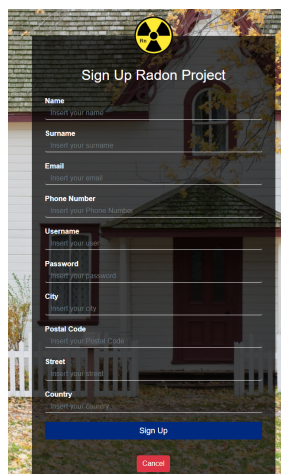 Rn
Sign Up Radon Project
Name
Insert your name
Surname
Insert your surname
Email
Insert your email
Phone Number
Insert your Phone Number
Username
Insert your user
Password
Insert your password
City
Insert your city
Postal Code
Insert your Postal Code
Street
Insert your street
Country
Insert your country
Sign Up
Cancel